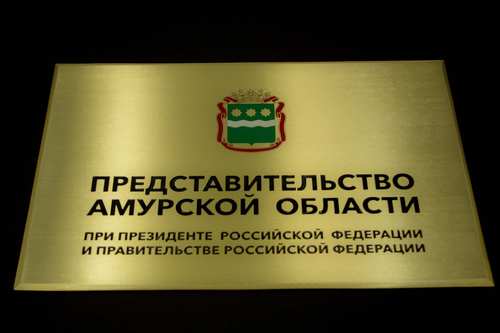 ПРЕДСТАВИТЕЛЬСТВО
АМУРСКОЙ ОБЛАСТИ
ПРИ ПРЕЗИДЕНТЕ РОССИЙСКОЙ ФЕДЕРАЦИИ
И ПРАВИТЕЛЬСТВЕ РОССИЙСКОЙ ФЕДЕРАЦИИ